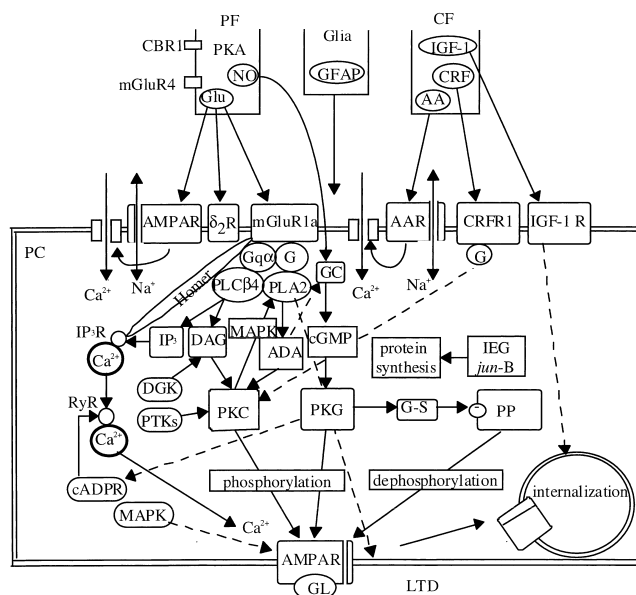 PF
Glia
CF
CBR1
PKA
IGF-1
NO
GFAP
CRF
mGluR4
Glu
AA
Ca²⁺
Na⁺
AMPAR
δ₂R
mGluR1a
Ca²⁺
Na⁺
AAR
CRFR1
IGF-1 R
PC
Homer
Gqα
G
G
PLCβ4
PLA2
GC
IP³R
IP₃
DAG
MAPK
ADA
cGMP
protein
synthesis
IEG
jun-B
Ca²⁺
DGK
RyR
PTKs
PKC
PKG
G-S
-
PP
Ca²⁺
cADPR
phosphorylation
dephosphorylation
internalization
MAPK
Ca²⁺
AMPAR
GL
LTD